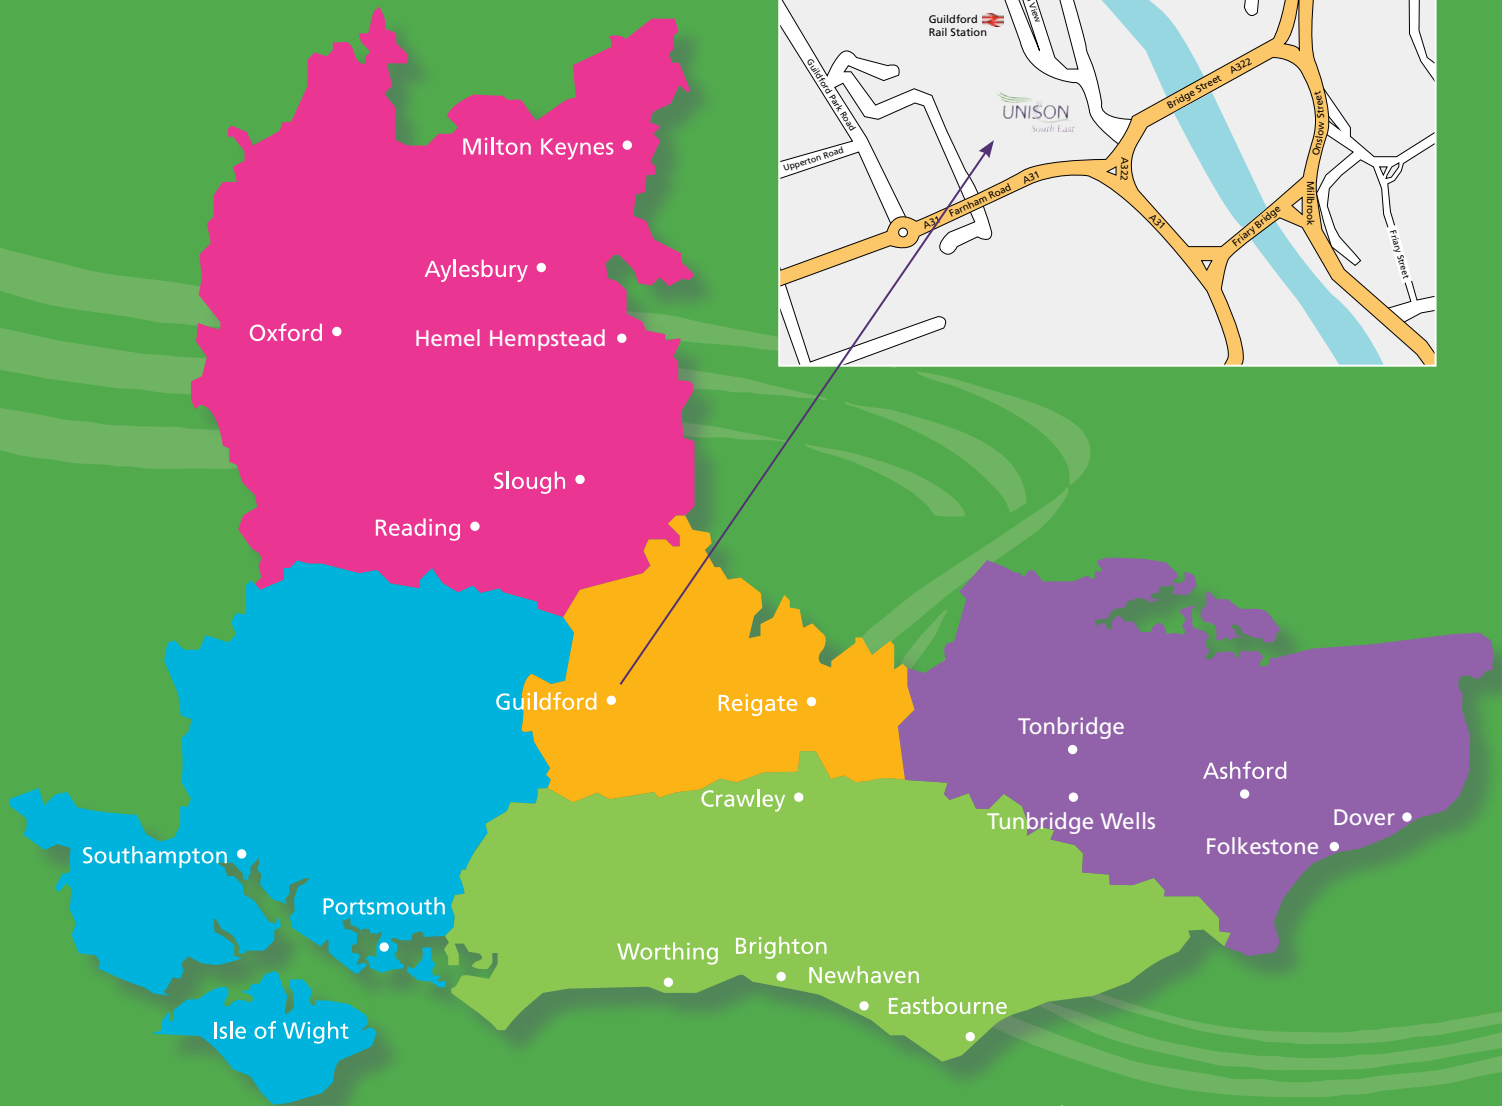 Guildford
Rail Station
View
A322
Bridge Street
Guildford Park Road
UNISON
South East
Onslow Street
Upperton Road
A322
A31
Farnham Road
A31
A31
Friary Bridge
Millbrook
Friary Street
Milton Keynes
Aylesbury
Oxford
Hemel Hempstead
Slough
Reading
Guildford
Reigate
Tonbridge
Ashford
Crawley
Tunbridge Wells
Dover
Folkestone
Southampton
Portsmouth
Worthing
Brighton
Newhaven
Eastbourne
Isle of Wight